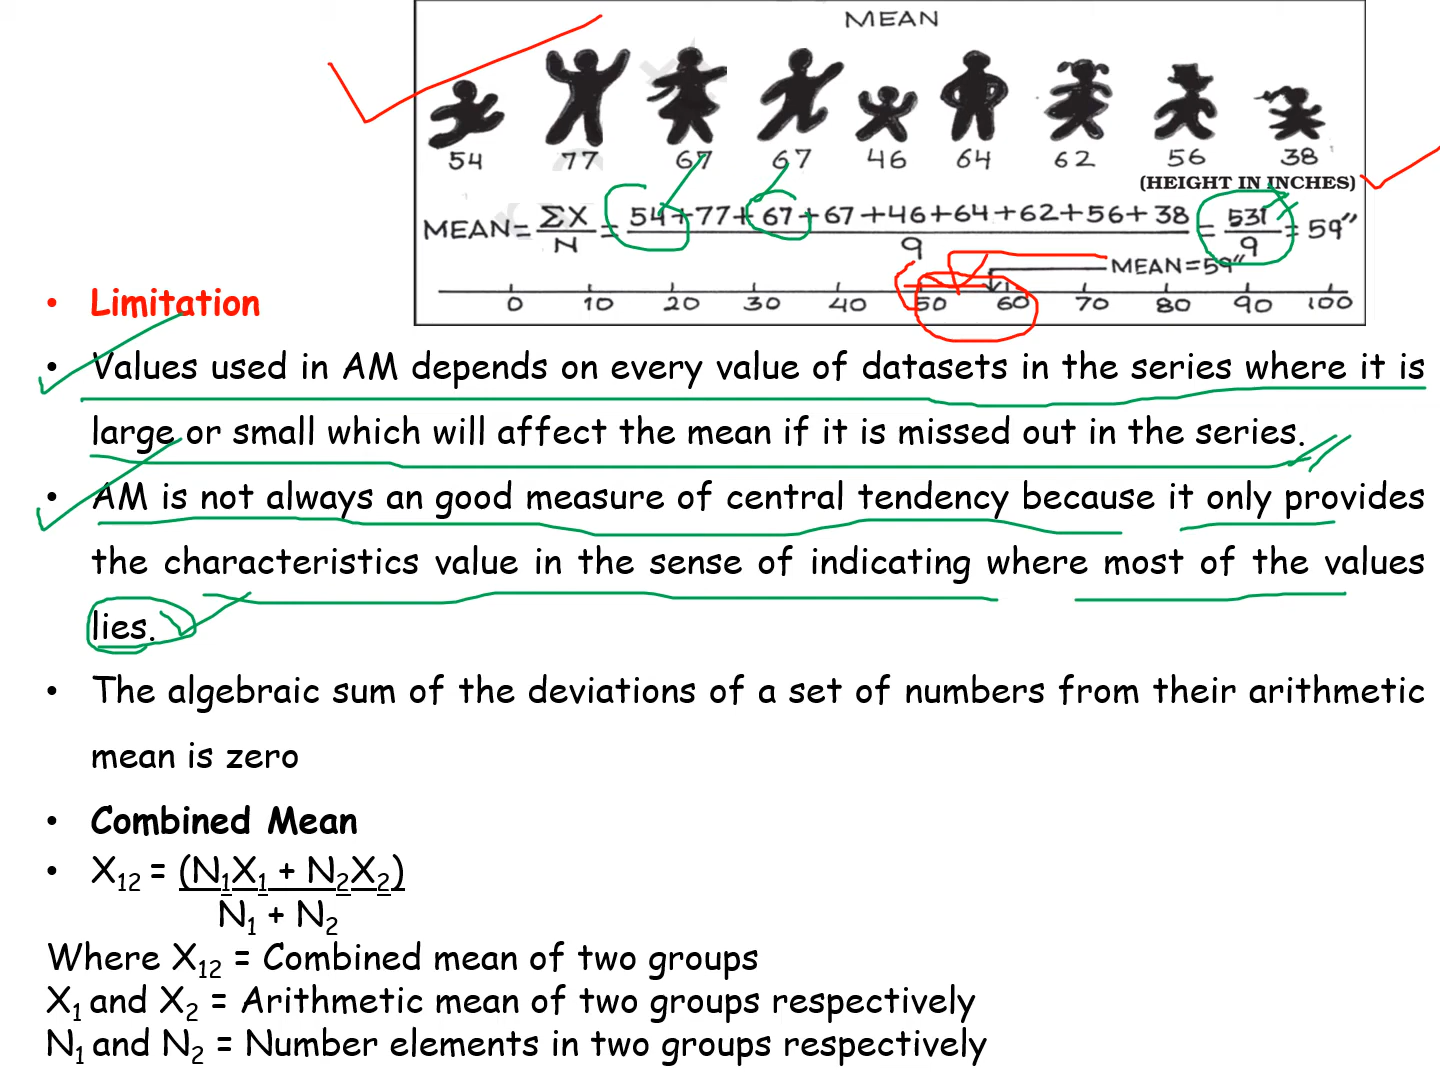 MEAN
54 77 67 67 46 64 62 56 38
(HEIGHT IN INCHES)
MEAN = ΣX/N = 54+77+67+67+46+64+62+56+38/9 = 531/9 = 59"
MEAN=59"
0 10 20 30 40 50 60 70 80 90 100
• Limitation
• Values used in AM depends on every value of datasets in the series where it is
large or small which will affect the mean if it is missed out in the series.
• AM is not always an good measure of central tendency because it only provides
the characteristics value in the sense of indicating where most of the values
lies.
• The algebraic sum of the deviations of a set of numbers from their arithmetic
mean is zero
• Combined Mean
• X₁₂ = (N₁X₁ + N₂X₂)
N₁ + N₂
Where X₁₂ = Combined mean of two groups
X₁ and X₂ = Arithmetic mean of two groups respectively
N₁ and N₂ = Number elements in two groups respectively